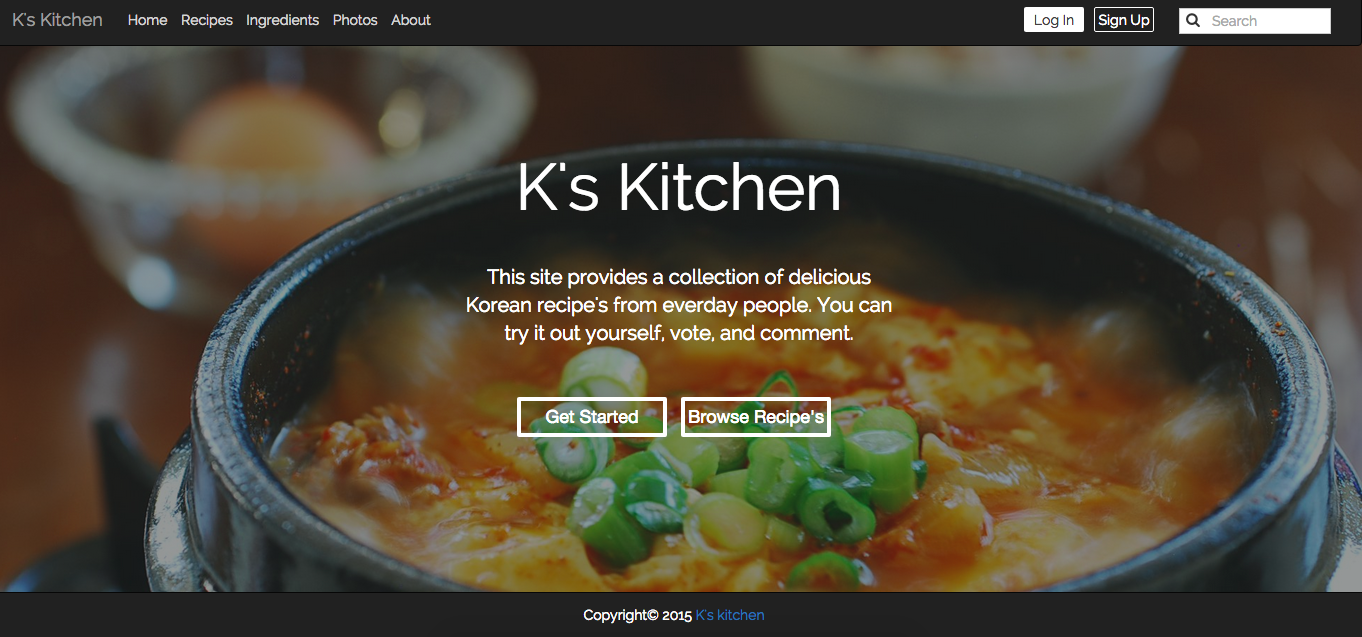 K's Kitchen Home Recipes Ingredients Photos About Log In Sign Up Search
K's Kitchen
This site provides a collection of delicious
Korean recipe's from everday people. You can
try it out yourself, vote, and comment.
Get Started Browse Recipe's
Copyright© 2015 K's kitchen